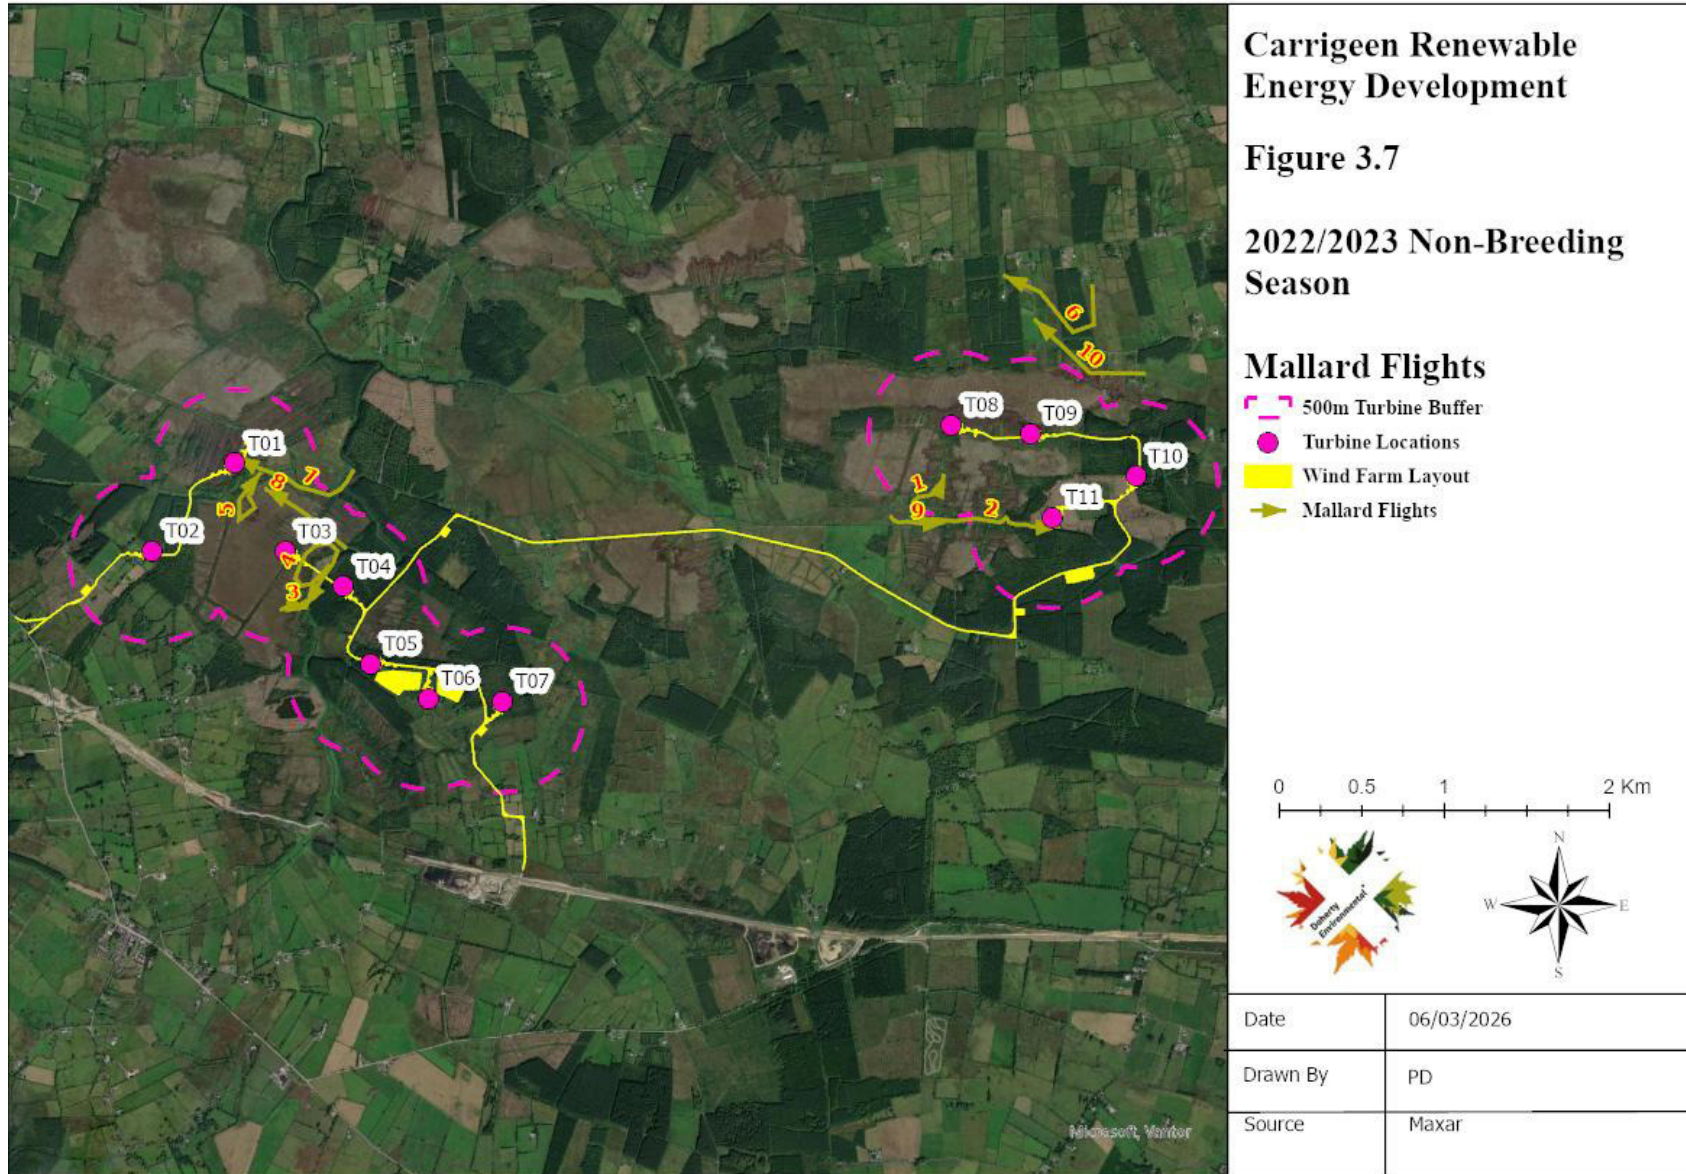 Carrigeen Renewable
Energy Development
Figure 3.7
2022/2023 Non-Breeding
Season
Mallard Flights
500m Turbine Buffer
Turbine Locations
Wind Farm Layout
Mallard Flights
0 0.5 1 2 Km
Doherty
Environmental
N
W E
S
Date 06/03/2026
Drawn By PD
Source Maxar
6
10
T08
T09
T01
T10
8 7
1
T11
5
9 2
T02
T03
4
T04
3
T05
T06
T07
Microsoft, Vantor